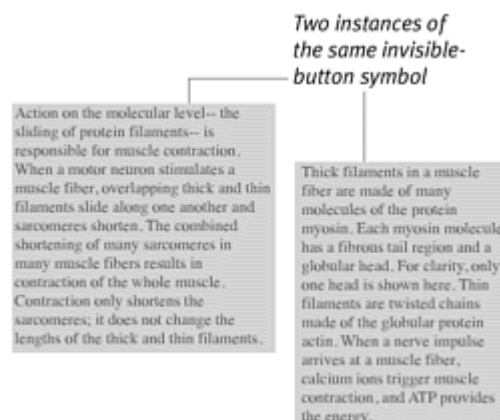 Two instances of
the same invisible-
button symbol
Action on the molecular level-- the
sliding of protein filaments-- is
responsible for muscle contraction.
When a motor neuron stimulates a
muscle fiber, overlapping thick and thin
filaments slide along one another and
sarcomeres shorten. The combined
shortening of many sarcomeres in
many muscle fibers results in
contraction of the whole muscle.
Contraction only shortens the
sarcomeres; it does not change the
lengths of the thick and thin filaments.
Thick filaments in a muscle
fiber are made of many
molecules of the protein
myosin. Each myosin molecule
has a fibrous tail region and a
globular head. For clarity, only
one head is shown here. Thin
filaments are twisted chains
made of the globular protein
actin. When a nerve impulse
arrives at a muscle fiber,
calcium ions trigger muscle
contraction, and ATP provides
the energy.